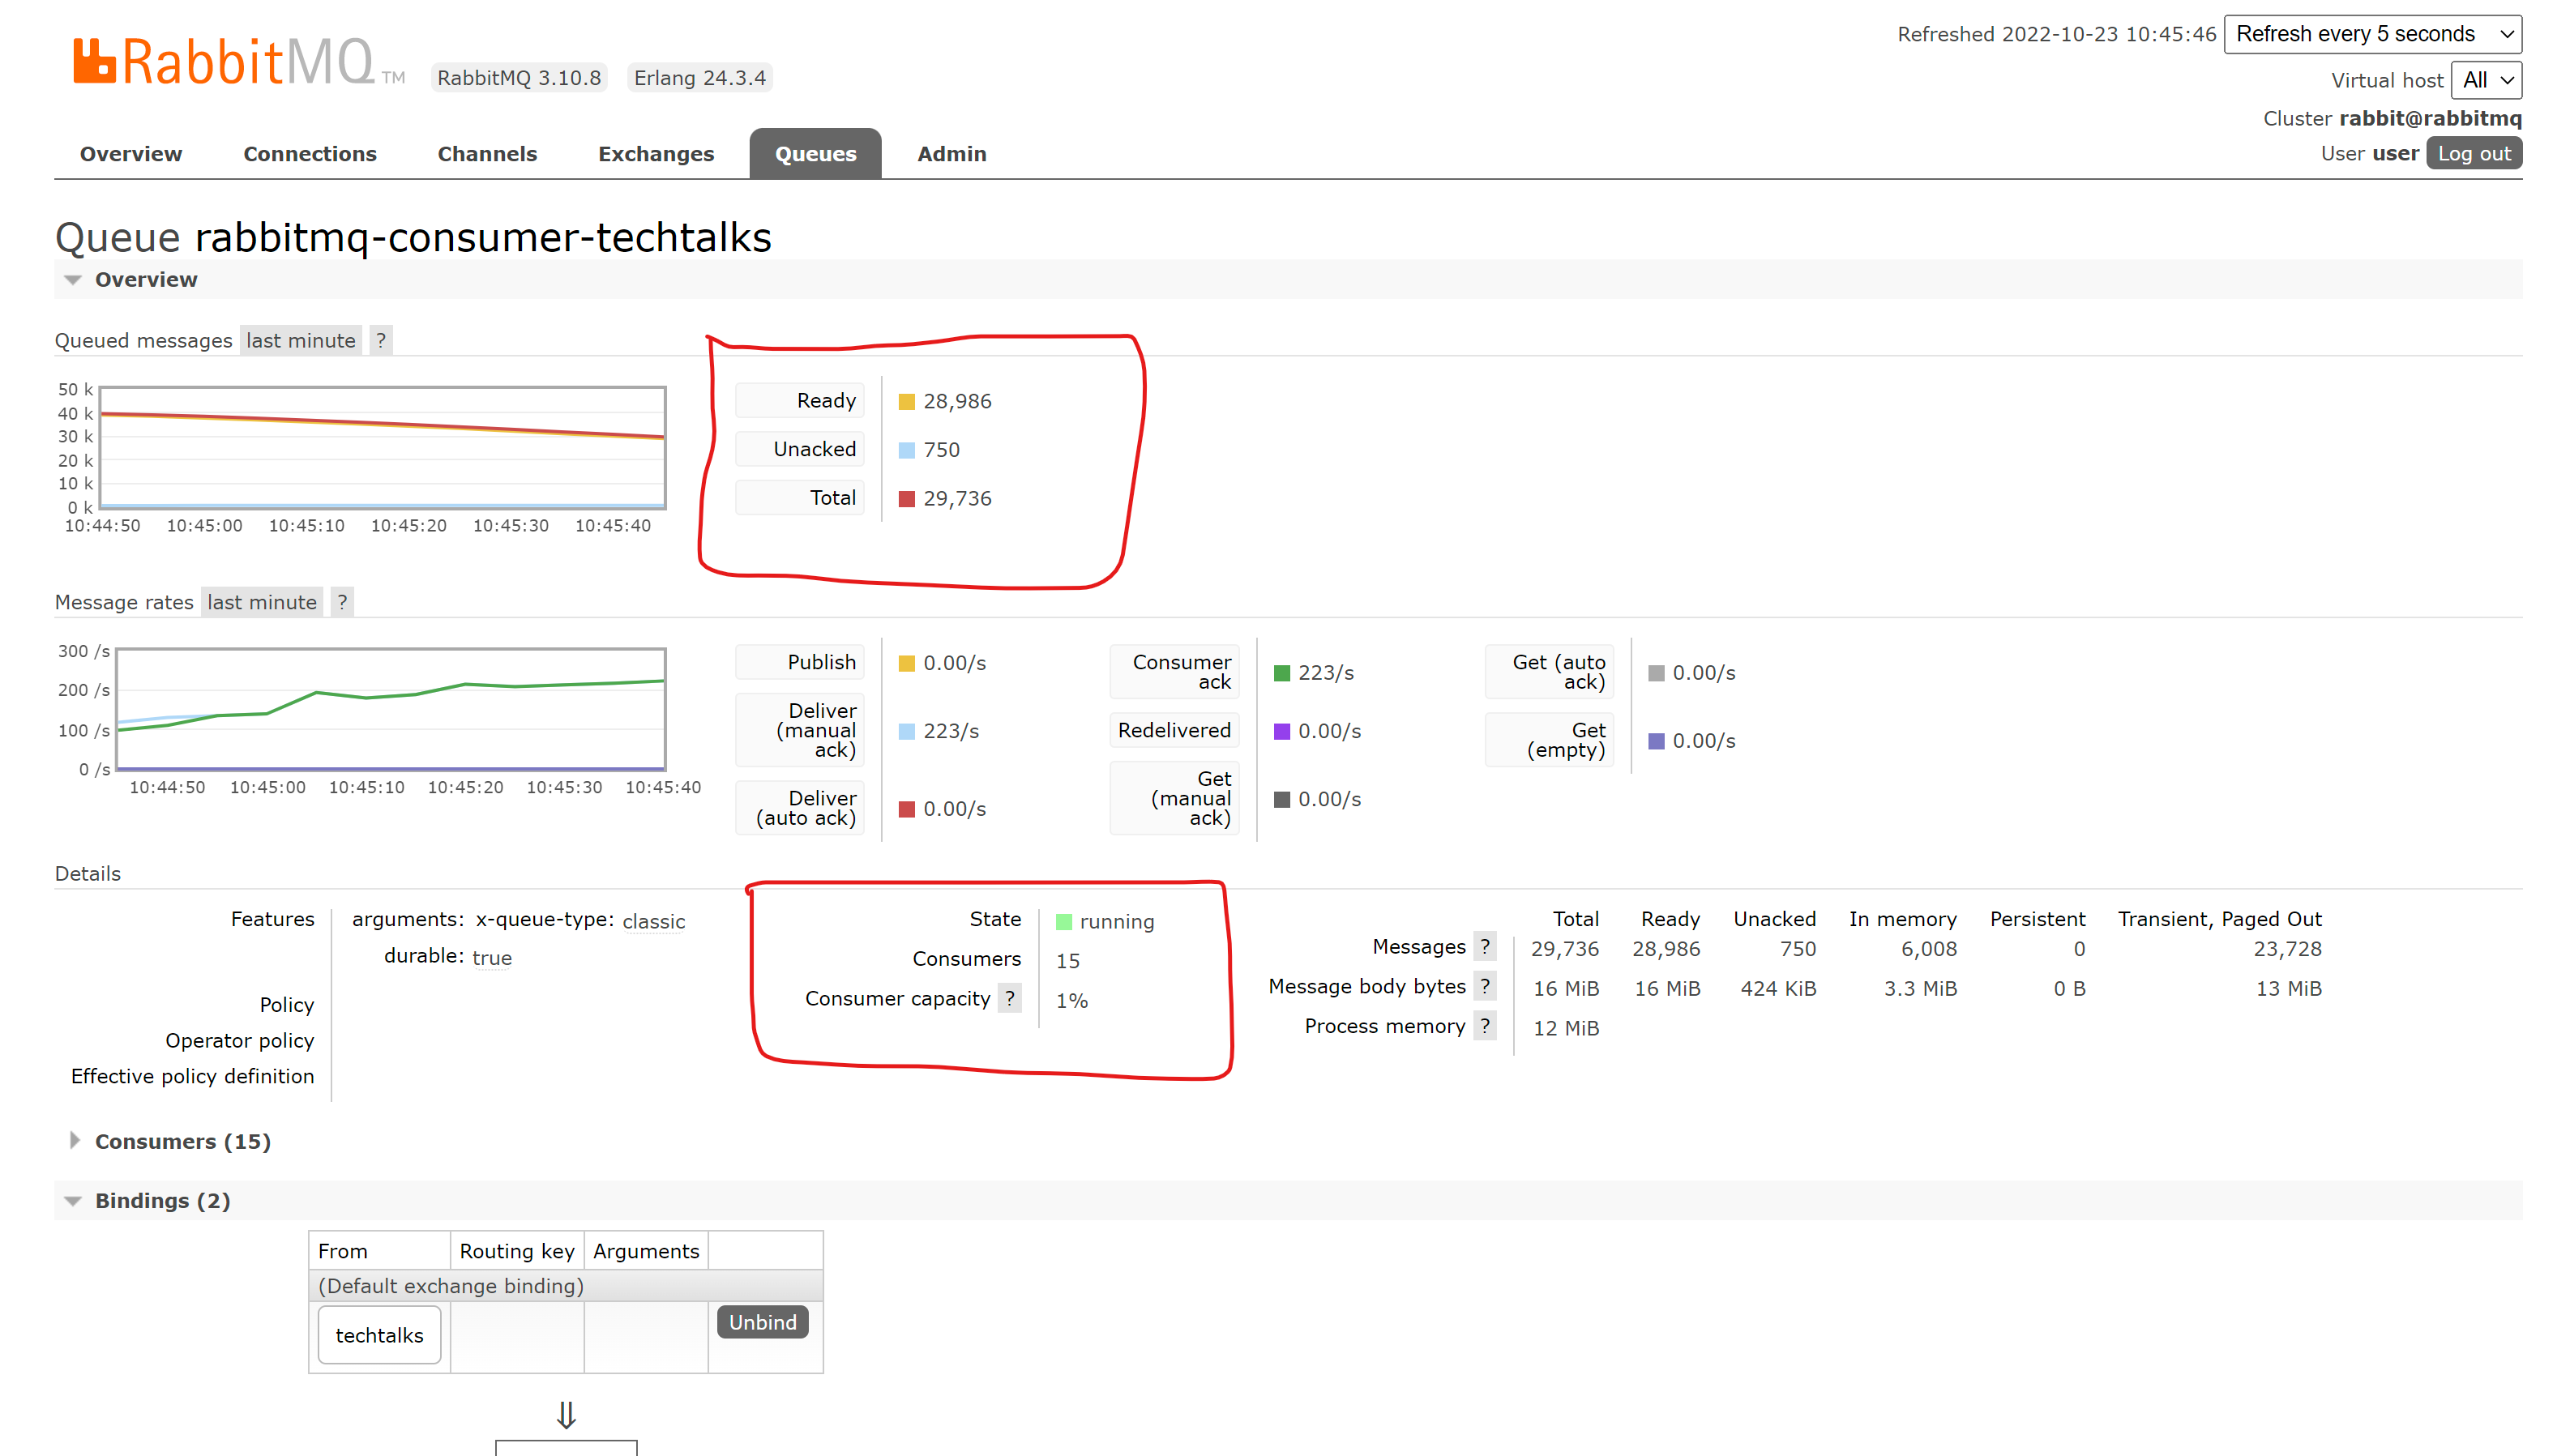 RabbitMQ TM
RabbitMQ 3.10.8
Erlang 24.3.4
Refreshed 2022-10-23 10:45:46
Refresh every 5 seconds
Virtual host All
Cluster rabbit@rabbitmq
User user Log out
Overview Connections Channels Exchanges Queues Admin
Queue rabbitmq-consumer-techtalks
Overview
Queued messages last minute ?
50 k
40 k
30 k
20 k
10 k
0 k
10:44:50 10:45:00 10:45:10 10:45:20 10:45:30 10:45:40
Ready 28,986
Unacked 750
Total 29,736
Message rates last minute ?
300 /s
200 /s
100 /s
0 /s
10:44:50 10:45:00 10:45:10 10:45:20 10:45:30 10:45:40
Publish 0.00/s
Deliver
(manual 223/s
ack)
Deliver
(auto ack) 0.00/s
Consumer
ack 223/s
Redelivered 0.00/s
Get
(manual 0.00/s
ack)
Get (auto
ack) 0.00/s
Get
(empty) 0.00/s
Details
Features arguments: x-queue-type: classic
durable: true
Policy
Operator policy
Effective policy definition
State running
Consumers 15
Consumer capacity ? 1%
Total Ready Unacked In memory Persistent Transient, Paged Out
Messages ? 29,736 28,986 750 6,008 0 23,728
Message body bytes ? 16 MiB 16 MiB 424 KiB 3.3 MiB 0 B 13 MiB
Process memory ? 12 MiB
Consumers (15)
Bindings (2)
From Routing key Arguments
(Default exchange binding)
techtalks Unbind
⇓